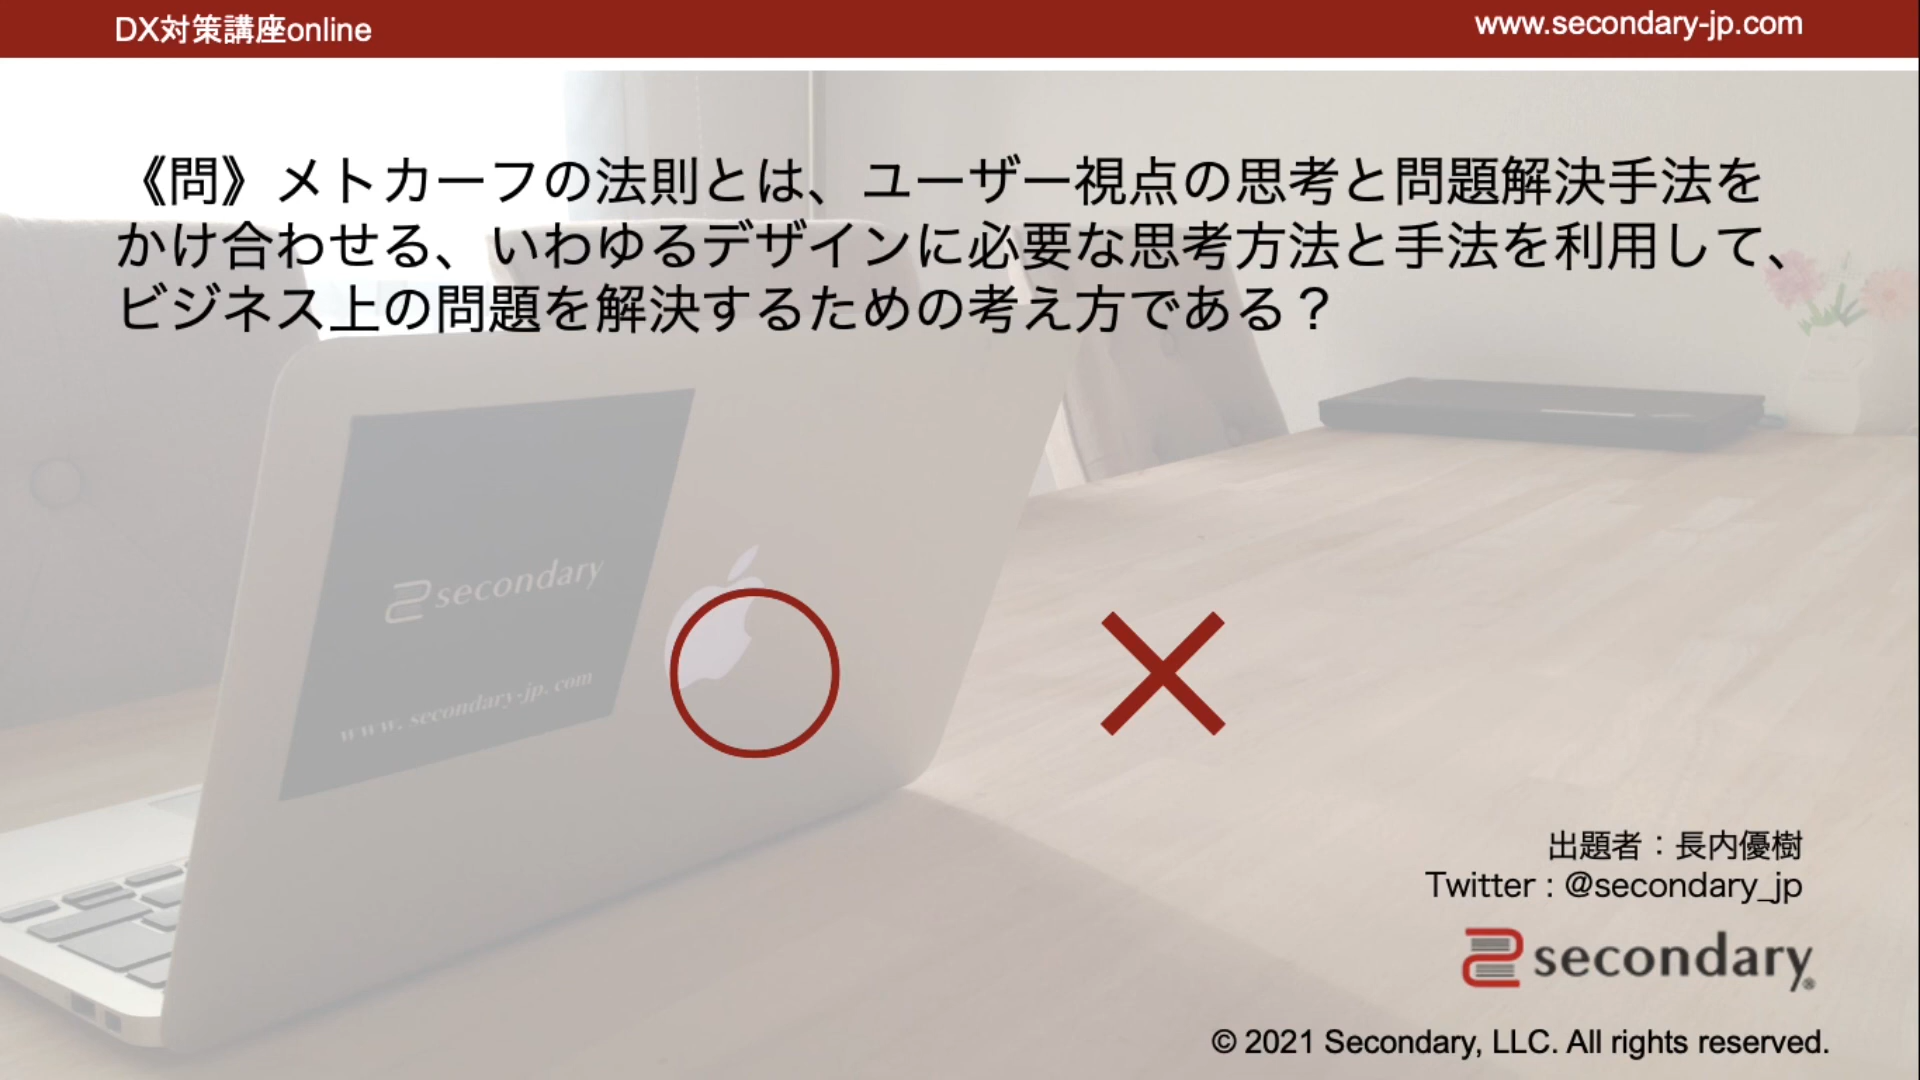 DX対策講座online
www.secondary-jp.com
《問》メトカーフの法則とは、ユーザー視点の思考と問題解決手法を
かけ合わせる、いわゆるデザインに必要な思考方法と手法を利用して、
ビジネス上の問題を解決するための考え方である？
secondary
www.secondary-jp.com
出題者：長内優樹
Twitter : @secondary_jp
secondary®
© 2021 Secondary, LLC. All rights reserved.